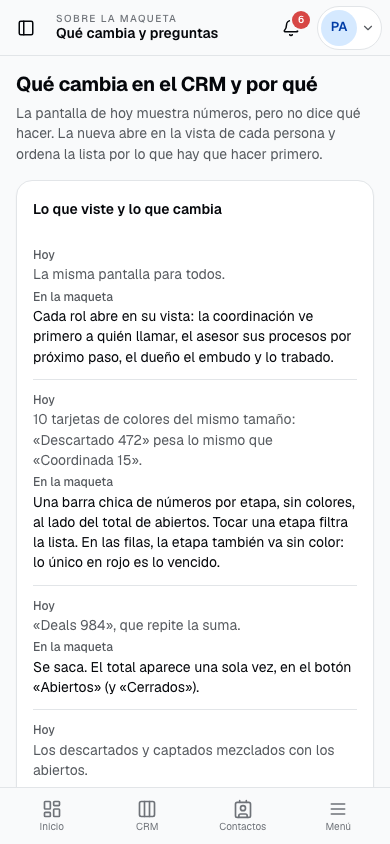 SOBRE LA MAQUETA
Qué cambia y preguntas
6
PA
Qué cambia en el CRM y por qué
La pantalla de hoy muestra números, pero no dice qué
hacer. La nueva abre en la vista de cada persona y
ordena la lista por lo que hay que hacer primero.
Lo que viste y lo que cambia
Hoy
La misma pantalla para todos.
En la maqueta
Cada rol abre en su vista: la coordinación ve
primero a quién llamar, el asesor sus procesos por
próximo paso, el dueño el embudo y lo trabado.
Hoy
10 tarjetas de colores del mismo tamaño:
«Descartado 472» pesa lo mismo que
«Coordinada 15».
En la maqueta
Una barra chica de números por etapa, sin colores,
al lado del total de abiertos. Tocar una etapa filtra
la lista. En las filas, la etapa también va sin color:
lo único en rojo es lo vencido.
Hoy
«Deals 984», que repite la suma.
En la maqueta
Se saca. El total aparece una sola vez, en el botón
«Abiertos» (y «Cerrados»).
Hoy
Los descartados y captados mezclados con los
abiertos.
Inicio
CRM
Contactos
Menú